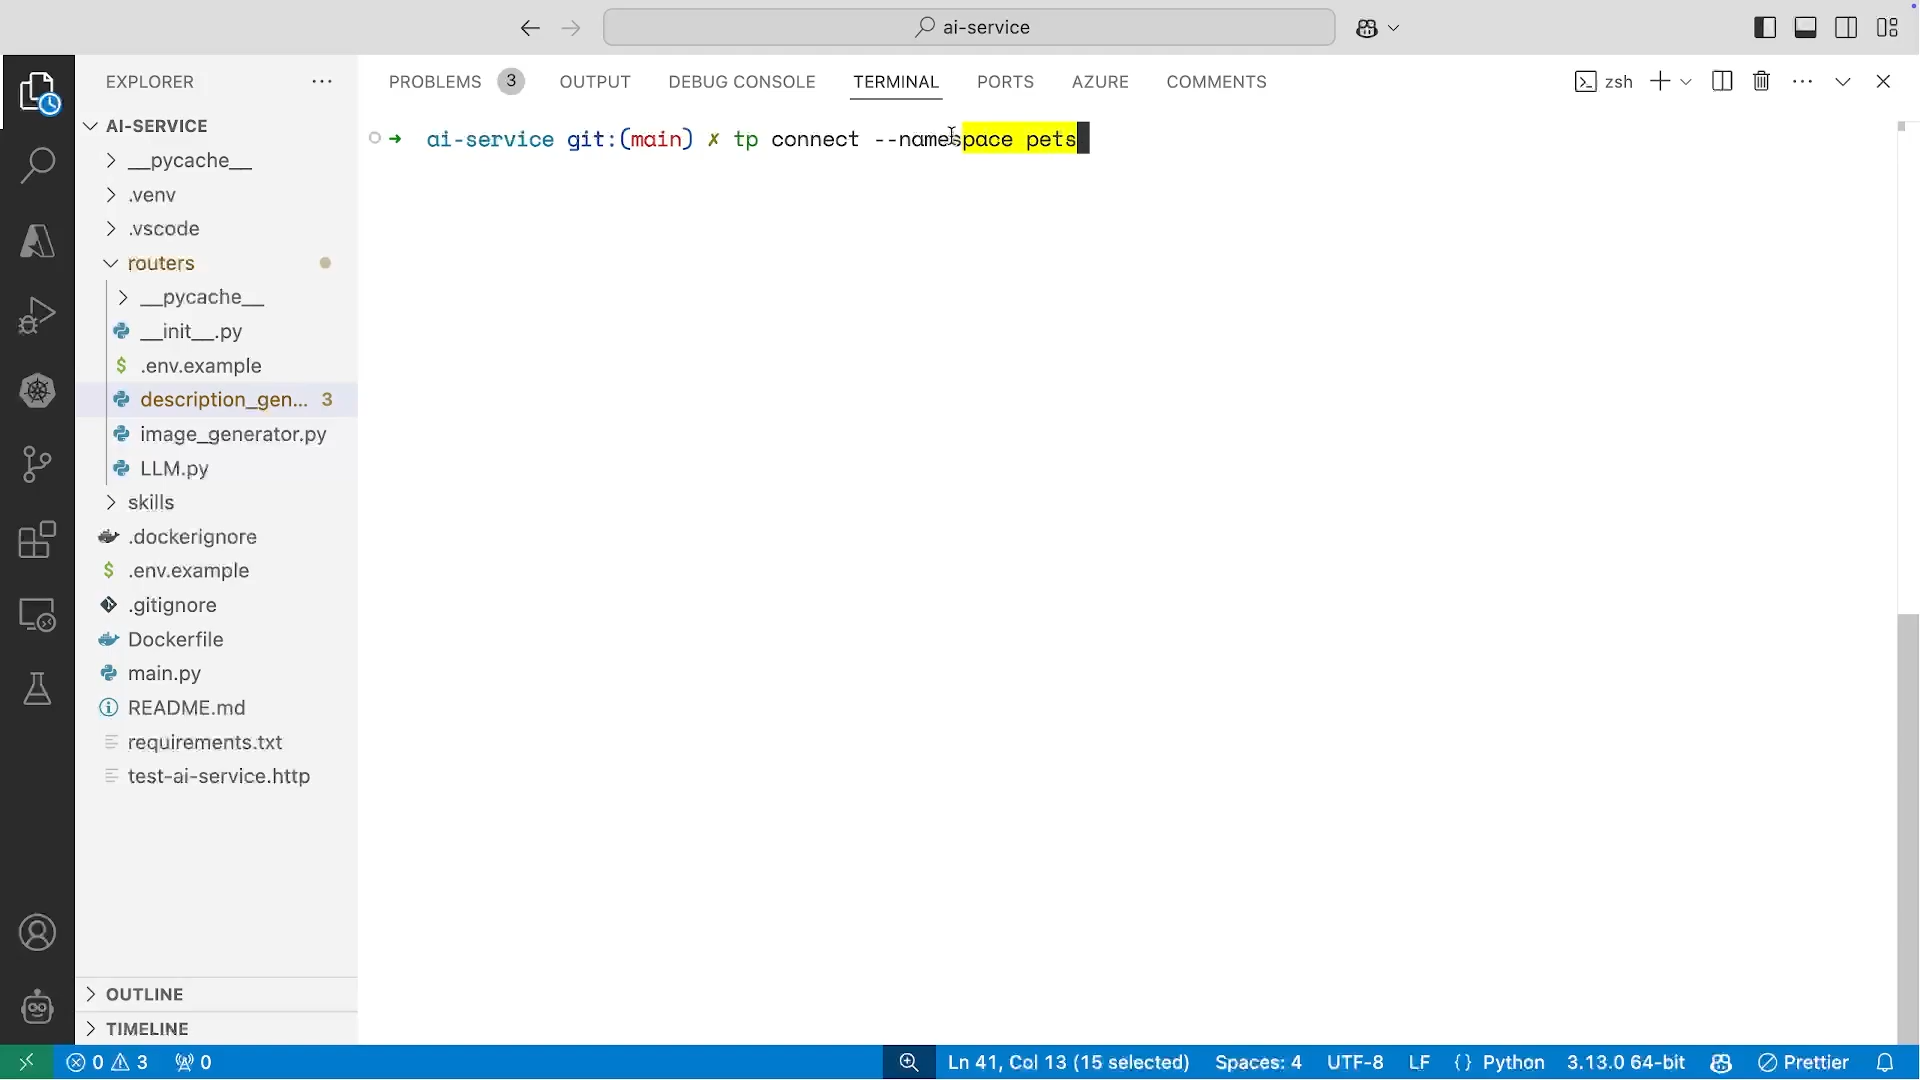 ai-service
EXPLORER
PROBLEMS 3 OUTPUT DEBUG CONSOLE TERMINAL PORTS AZURE COMMENTS
zsh
AI-SERVICE
__pycache__
.venv
.vscode
routers
__pycache__
__init__.py
$ .env.example
description_gen... 3
image_generator.py
LLM.py
skills
.dockerignore
$ .env.example
.gitignore
Dockerfile
main.py
README.md
requirements.txt
test-ai-service.http
OUTLINE
TIMELINE
➜ ai-service git:(main) ✗ tp connect --namespace pets
0 3 0
Ln 41, Col 13 (15 selected) Spaces: 4 UTF-8 LF {} Python 3.13.0 64-bit Prettier